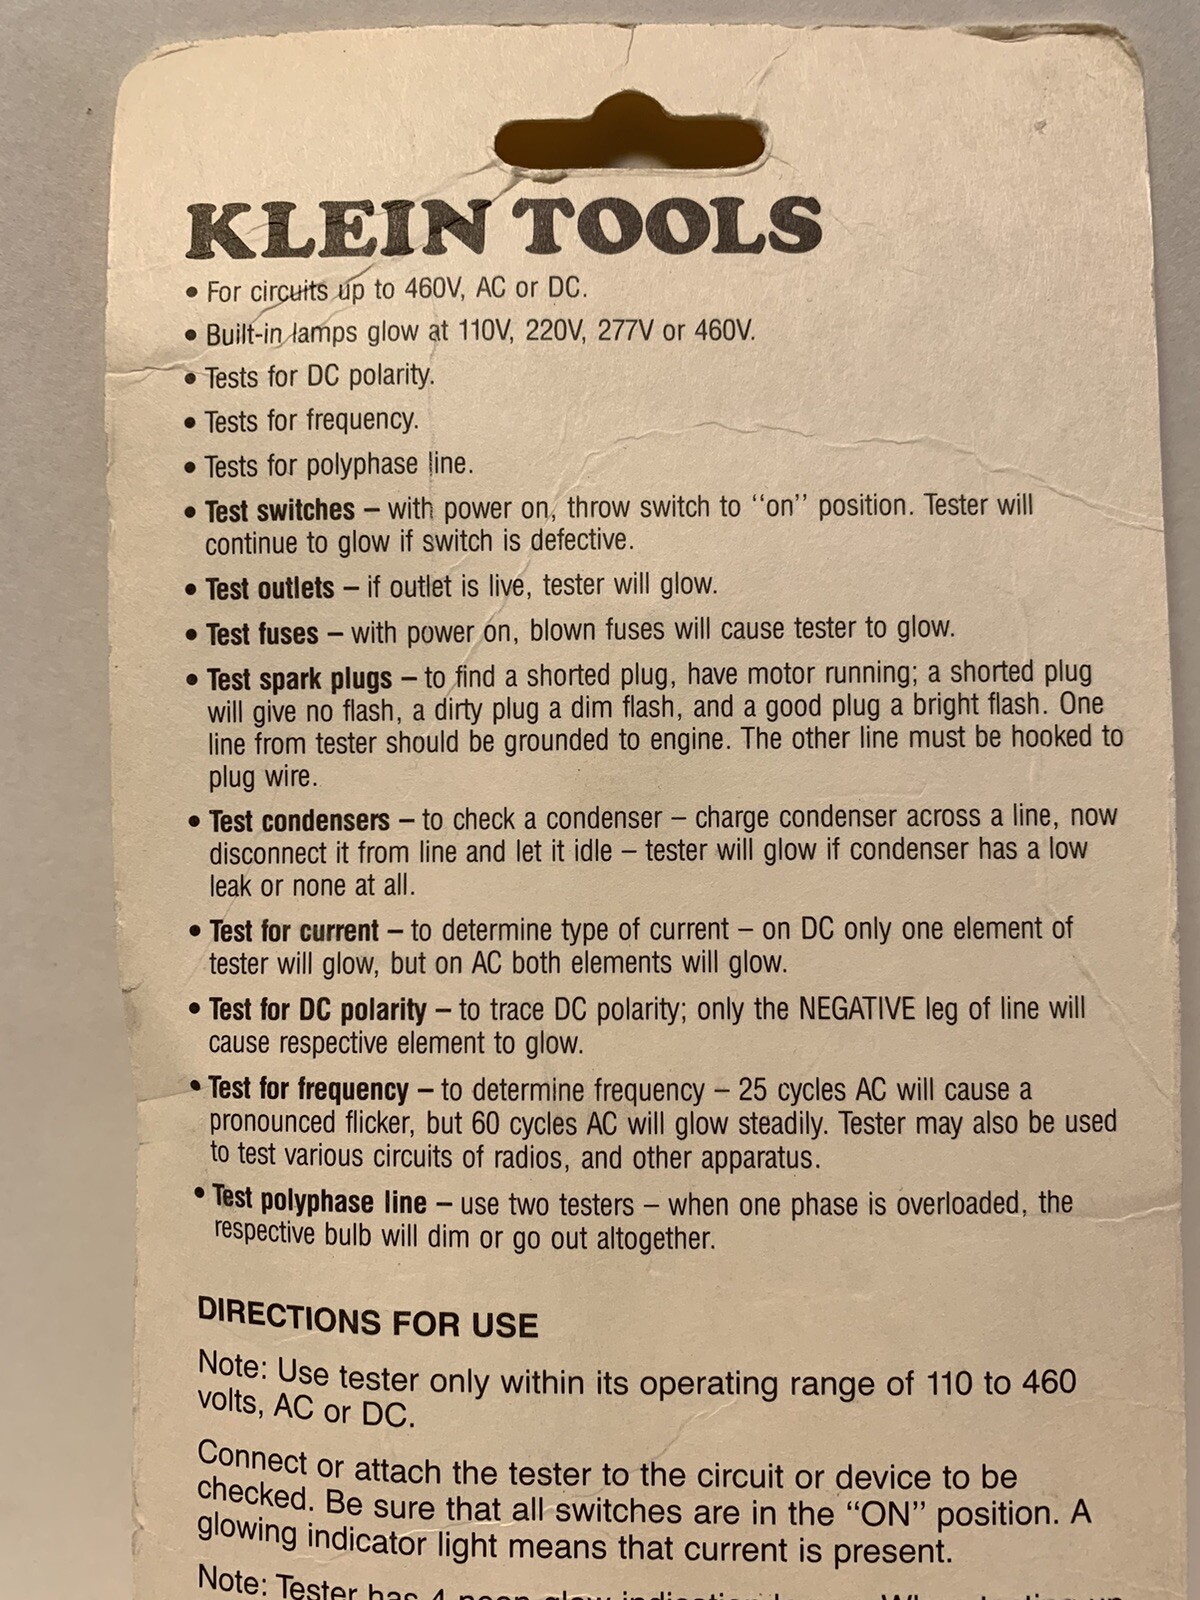 KLEIN TOOLS
• For circuits up to 460V, AC or DC.
• Built-in lamps glow at 110V, 220V, 277V or 460V.
• Tests for DC polarity.
• Tests for frequency.
• Tests for polyphase line.
• Test switches – with power on, throw switch to “on” position. Tester will
continue to glow if switch is defective.
• Test outlets – if outlet is live, tester will glow.
• Test fuses – with power on, blown fuses will cause tester to glow.
• Test spark plugs – to find a shorted plug, have motor running; a shorted plug
will give no flash, a dirty plug a dim flash, and a good plug a bright flash. One
line from tester should be grounded to engine. The other line must be hooked to
plug wire.
• Test condensers – to check a condenser – charge condenser across a line, now
disconnect it from line and let it idle – tester will glow if condenser has a low
leak or none at all.
• Test for current – to determine type of current – on DC only one element of
tester will glow, but on AC both elements will glow.
• Test for DC polarity – to trace DC polarity; only the NEGATIVE leg of line will
cause respective element to glow.
• Test for frequency – to determine frequency – 25 cycles AC will cause a
pronounced flicker, but 60 cycles AC will glow steadily. Tester may also be used
to test various circuits of radios, and other apparatus.
• Test polyphase line – use two testers – when one phase is overloaded, the
respective bulb will dim or go out altogether.
DIRECTIONS FOR USE
Note: Use tester only within its operating range of 110 to 460
volts, AC or DC.
Connect or attach the tester to the circuit or device to be
checked. Be sure that all switches are in the “ON” position. A
glowing indicator light means that current is present.
Note: Tester has 4 neon glow